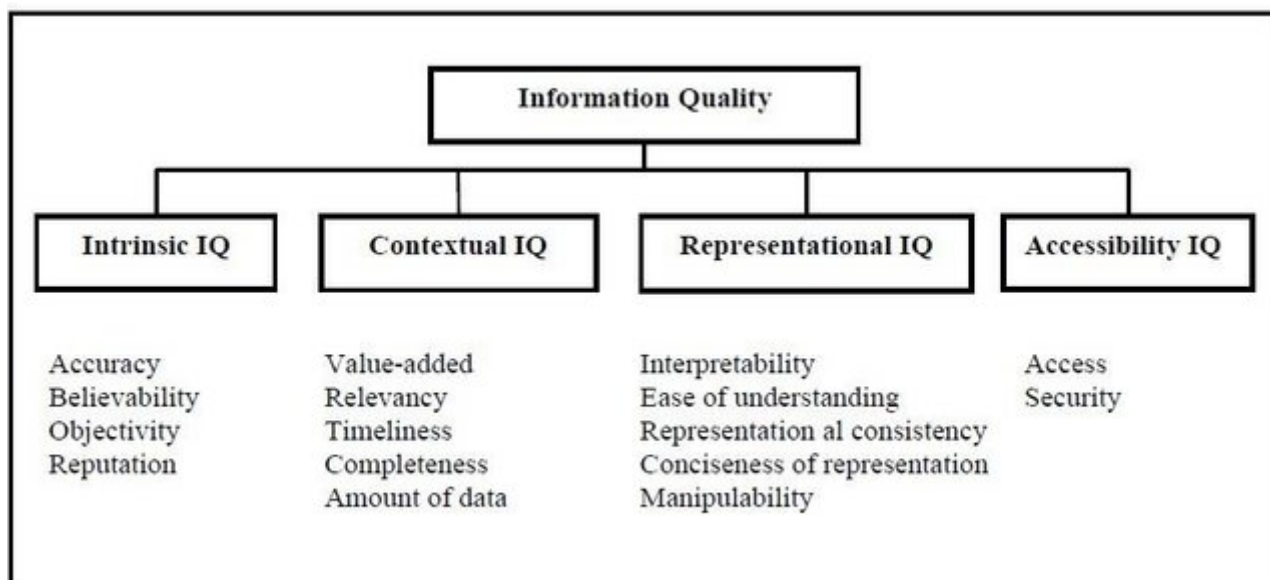 Information Quality
Intrinsic IQ
Contextual IQ
Representational IQ
Accessibility IQ
Accuracy
Believability
Objectivity
Reputation
Value-added
Relevancy
Timeliness
Completeness
Amount of data
Interpretability
Ease of understanding
Representation al consistency
Conciseness of representation
Manipulability
Access
Security